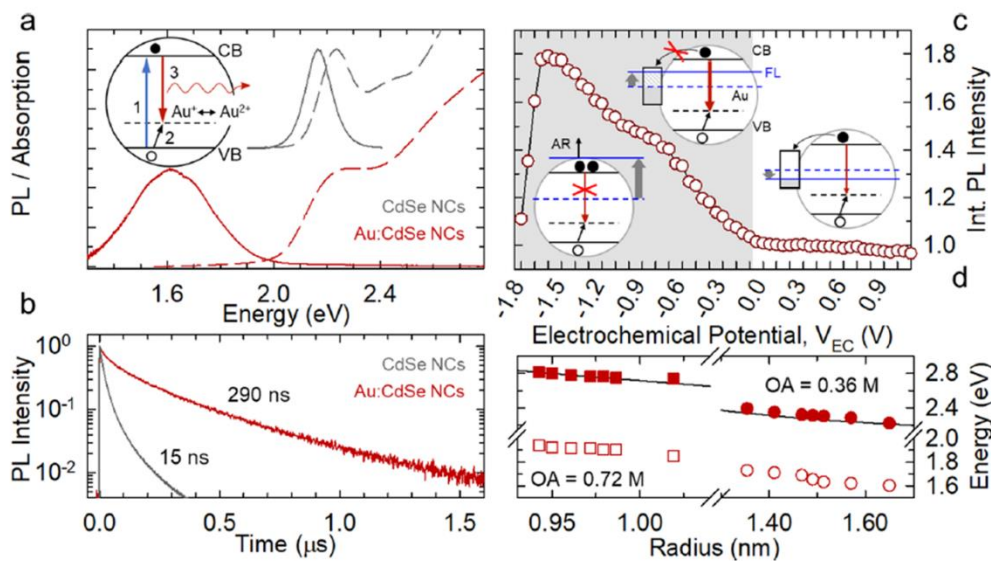 a
PL / Absorption
CB
1
3
Au⁺ ↔ Au²⁺
2
VB
CdSe NCs
Au:CdSe NCs
1.6 2.0 2.4
Energy (eV)
b
PL Intensity
10⁰
10⁻¹
10⁻²
CdSe NCs
Au:CdSe NCs
290 ns
15 ns
0.0 0.5 1.0 1.5
Time (μs)
c
CB
FL
Au
VB
AR
1.8
1.6
1.4
1.2
1.0
Int. PL Intensity
-1.8 -1.5 -1.2 -0.9 -0.6 -0.3 0.0 0.3 0.6 0.9
Electrochemical Potential, V_EC (V)
d
OA = 0.36 M
OA = 0.72 M
2.8
2.4
2.0
1.8
1.6
Energy (eV)
0.95 1.00 1.40 1.50 1.60
Radius (nm)